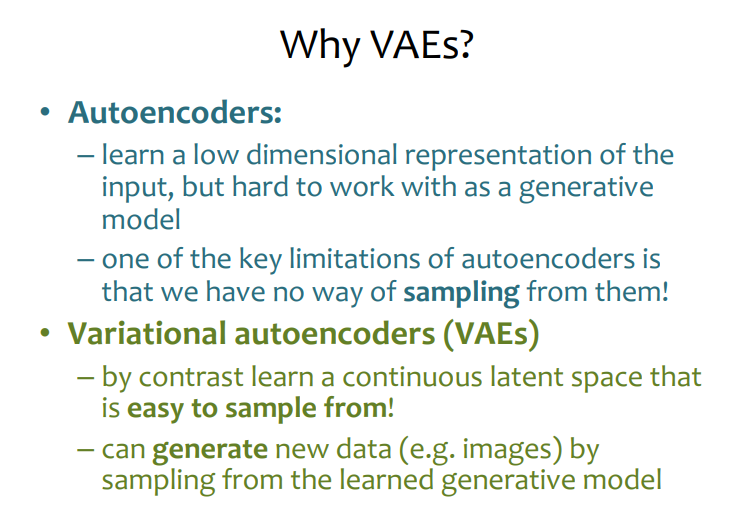 Why VAEs?
• Autoencoders:
– learn a low dimensional representation of the
input, but hard to work with as a generative
model
– one of the key limitations of autoencoders is
that we have no way of sampling from them!
• Variational autoencoders (VAEs)
– by contrast learn a continuous latent space that
is easy to sample from!
– can generate new data (e.g. images) by
sampling from the learned generative model